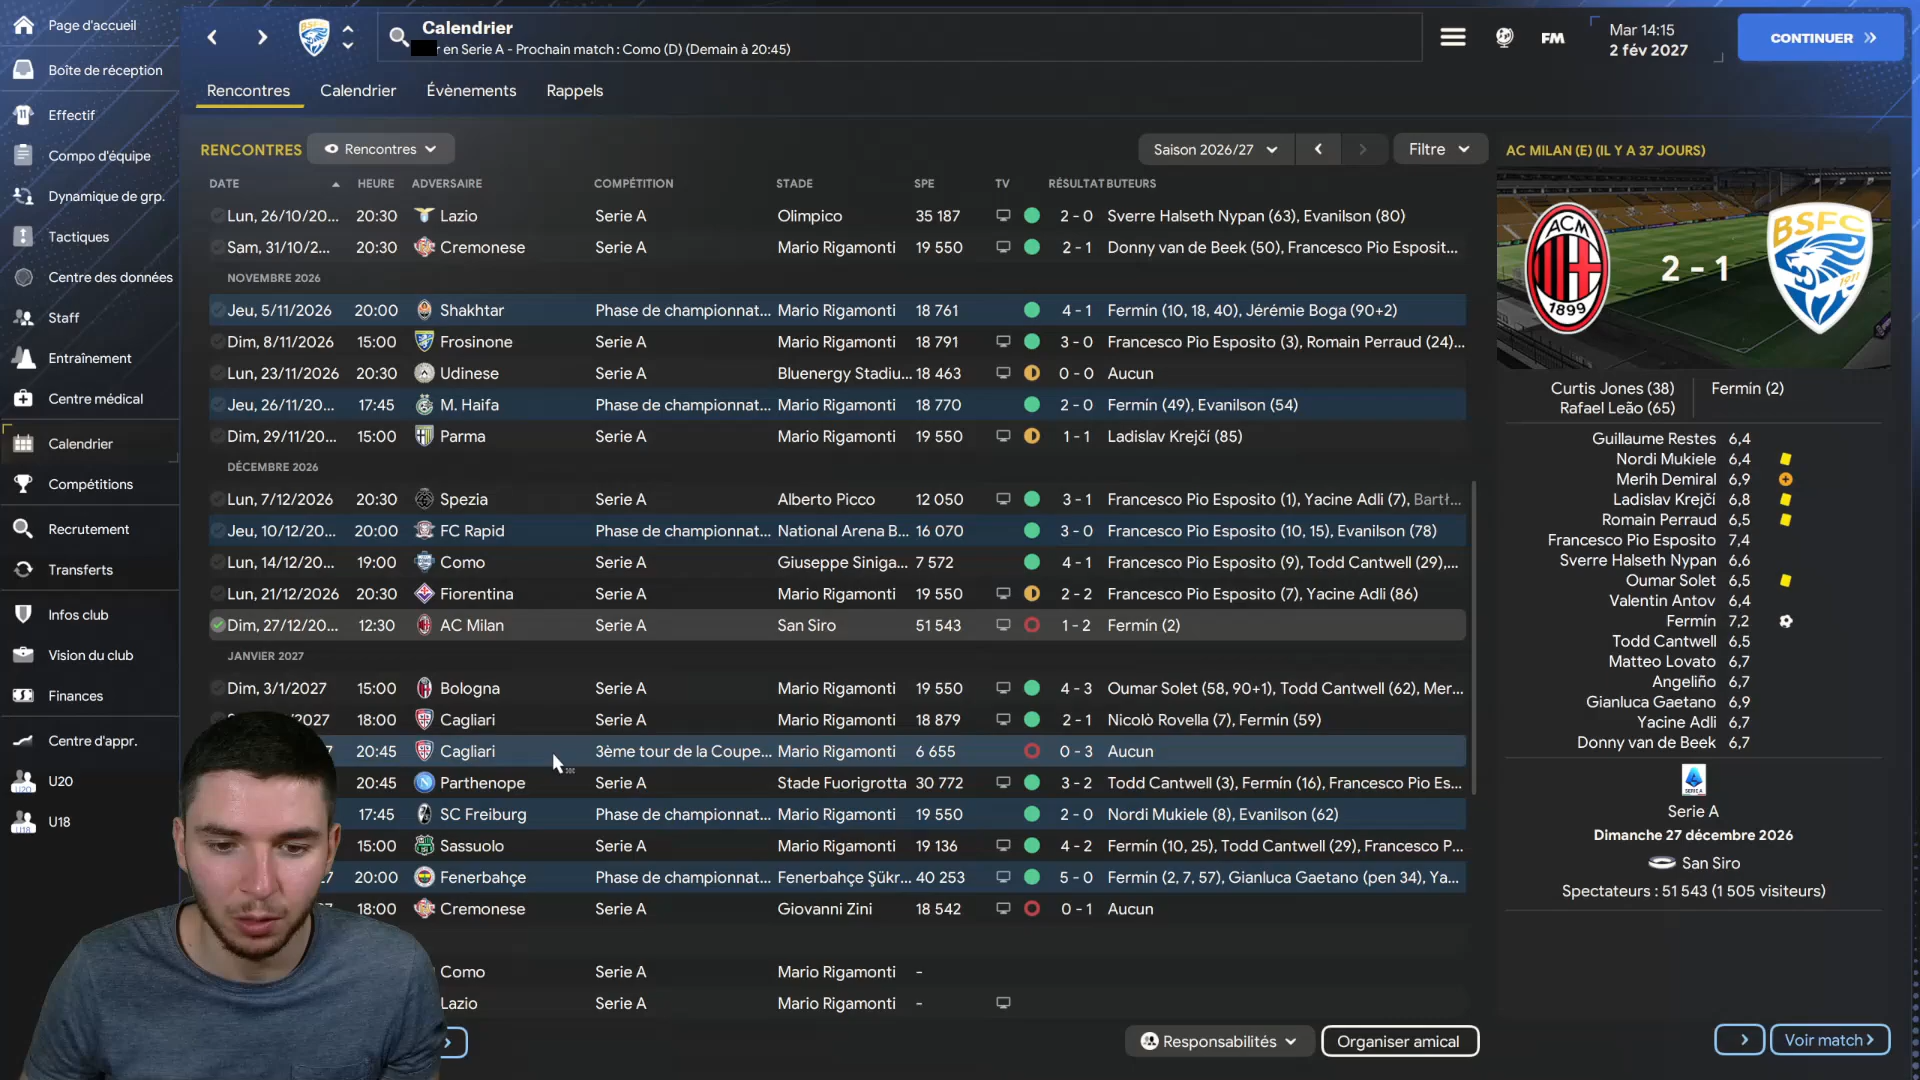 Page d'accueil
Boîte de réception
Effectif
Compo d'équipe
Dynamique de grp.
Tactiques
Centre des données
Staff
Entraînement
Centre médical
Calendrier
Compétitions
Recrutement
Transferts
Infos club
Vision du club
Finances
Centre d'appr.
U20
U18
Calendrier
r en Serie A - Prochain match : Como (D) (Demain à 20:45)
FM
Mar 14:15
2 fév 2027
CONTINUER
Rencontres Calendrier Évènements Rappels
RENCONTRES Rencontres Saison 2026/27 Filtre
DATE HEURE ADVERSAIRE COMPÉTITION STADE SPE TV RÉSULTAT BUTEURS
Lun, 26/10/20... 20:30 Lazio Serie A Olimpico 35 187 2 - 0 Sverre Halseth Nypan (63), Evanilson (80)
Sam, 31/10/2... 20:30 Cremonese Serie A Mario Rigamonti 19 550 2 - 1 Donny van de Beek (50), Francesco Pio Esposit...
NOVEMBRE 2026
Jeu, 5/11/2026 20:00 Shakhtar Phase de championnat... Mario Rigamonti 18 761 4 - 1 Fermín (10, 18, 40), Jérémie Boga (90+2)
Dim, 8/11/2026 15:00 Frosinone Serie A Mario Rigamonti 18 791 3 - 0 Francesco Pio Esposito (3), Romain Perraud (24)...
Lun, 23/11/2026 20:30 Udinese Serie A Bluenergy Stadiu... 18 463 0 - 0 Aucun
Jeu, 26/11/20... 17:45 M. Haifa Phase de championnat... Mario Rigamonti 18 770 2 - 0 Fermín (49), Evanilson (54)
Dim, 29/11/20... 15:00 Parma Serie A Mario Rigamonti 19 550 1 - 1 Ladislav Krejčí (85)
DÉCEMBRE 2026
Lun, 7/12/2026 20:30 Spezia Serie A Alberto Picco 12 050 3 - 1 Francesco Pio Esposito (1), Yacine Adli (7), Bartł...
Jeu, 10/12/20... 20:00 FC Rapid Phase de championnat... National Arena B... 16 070 3 - 0 Francesco Pio Esposito (10, 15), Evanilson (78)
Lun, 14/12/20... 19:00 Como Serie A Giuseppe Siniga... 7 572 4 - 1 Francesco Pio Esposito (9), Todd Cantwell (29),...
Lun, 21/12/2026 20:30 Fiorentina Serie A Mario Rigamonti 19 550 2 - 2 Francesco Pio Esposito (7), Yacine Adli (86)
Dim, 27/12/20... 12:30 AC Milan Serie A San Siro 51 543 1 - 2 Fermín (2)
JANVIER 2027
Dim, 3/1/2027 15:00 Bologna Serie A Mario Rigamonti 19 550 4 - 3 Oumar Solet (58, 90+1), Todd Cantwell (62), Mer...
2027 18:00 Cagliari Serie A Mario Rigamonti 18 879 2 - 1 Nicolò Rovella (7), Fermín (59)
7 20:45 Cagliari 3ème tour de la Coupe... Mario Rigamonti 6 655 0 - 3 Aucun
20:45 Parthenope Serie A Stade Fuorigrotta 30 772 3 - 2 Todd Cantwell (3), Fermín (16), Francesco Pio Es...
17:45 SC Freiburg Phase de championnat... Mario Rigamonti 19 550 2 - 0 Nordi Mukiele (8), Evanilson (62)
15:00 Sassuolo Serie A Mario Rigamonti 19 136 4 - 2 Fermín (10, 25), Todd Cantwell (29), Francesco P...
27 20:00 Fenerbahçe Phase de championnat... Fenerbahçe Şükr... 40 253 5 - 0 Fermín (2, 7, 57), Gianluca Gaetano (pen 34), Ya...
18:00 Cremonese Serie A Giovanni Zini 18 542 0 - 1 Aucun
Como Serie A Mario Rigamonti -
Lazio Serie A Mario Rigamonti -
Responsabilités Organiser amical
AC MILAN (E) (IL Y A 37 JOURS)
ACM
1899
2 - 1
BSFC
1911
Curtis Jones (38) Fermín (2)
Rafael Leão (65)
Guillaume Restes 6,4
Nordi Mukiele 6,4
Merih Demiral 6,9
Ladislav Krejčí 6,8
Romain Perraud 6,5
Francesco Pio Esposito 7,4
Sverre Halseth Nypan 6,6
Oumar Solet 6,5
Valentin Antov 6,4
Fermín 7,2
Todd Cantwell 6,5
Matteo Lovato 6,7
Angeliño 6,7
Gianluca Gaetano 6,9
Yacine Adli 6,7
Donny van de Beek 6,7
Serie A
Dimanche 27 décembre 2026
San Siro
Spectateurs : 51 543 (1 505 visiteurs)
Voir match